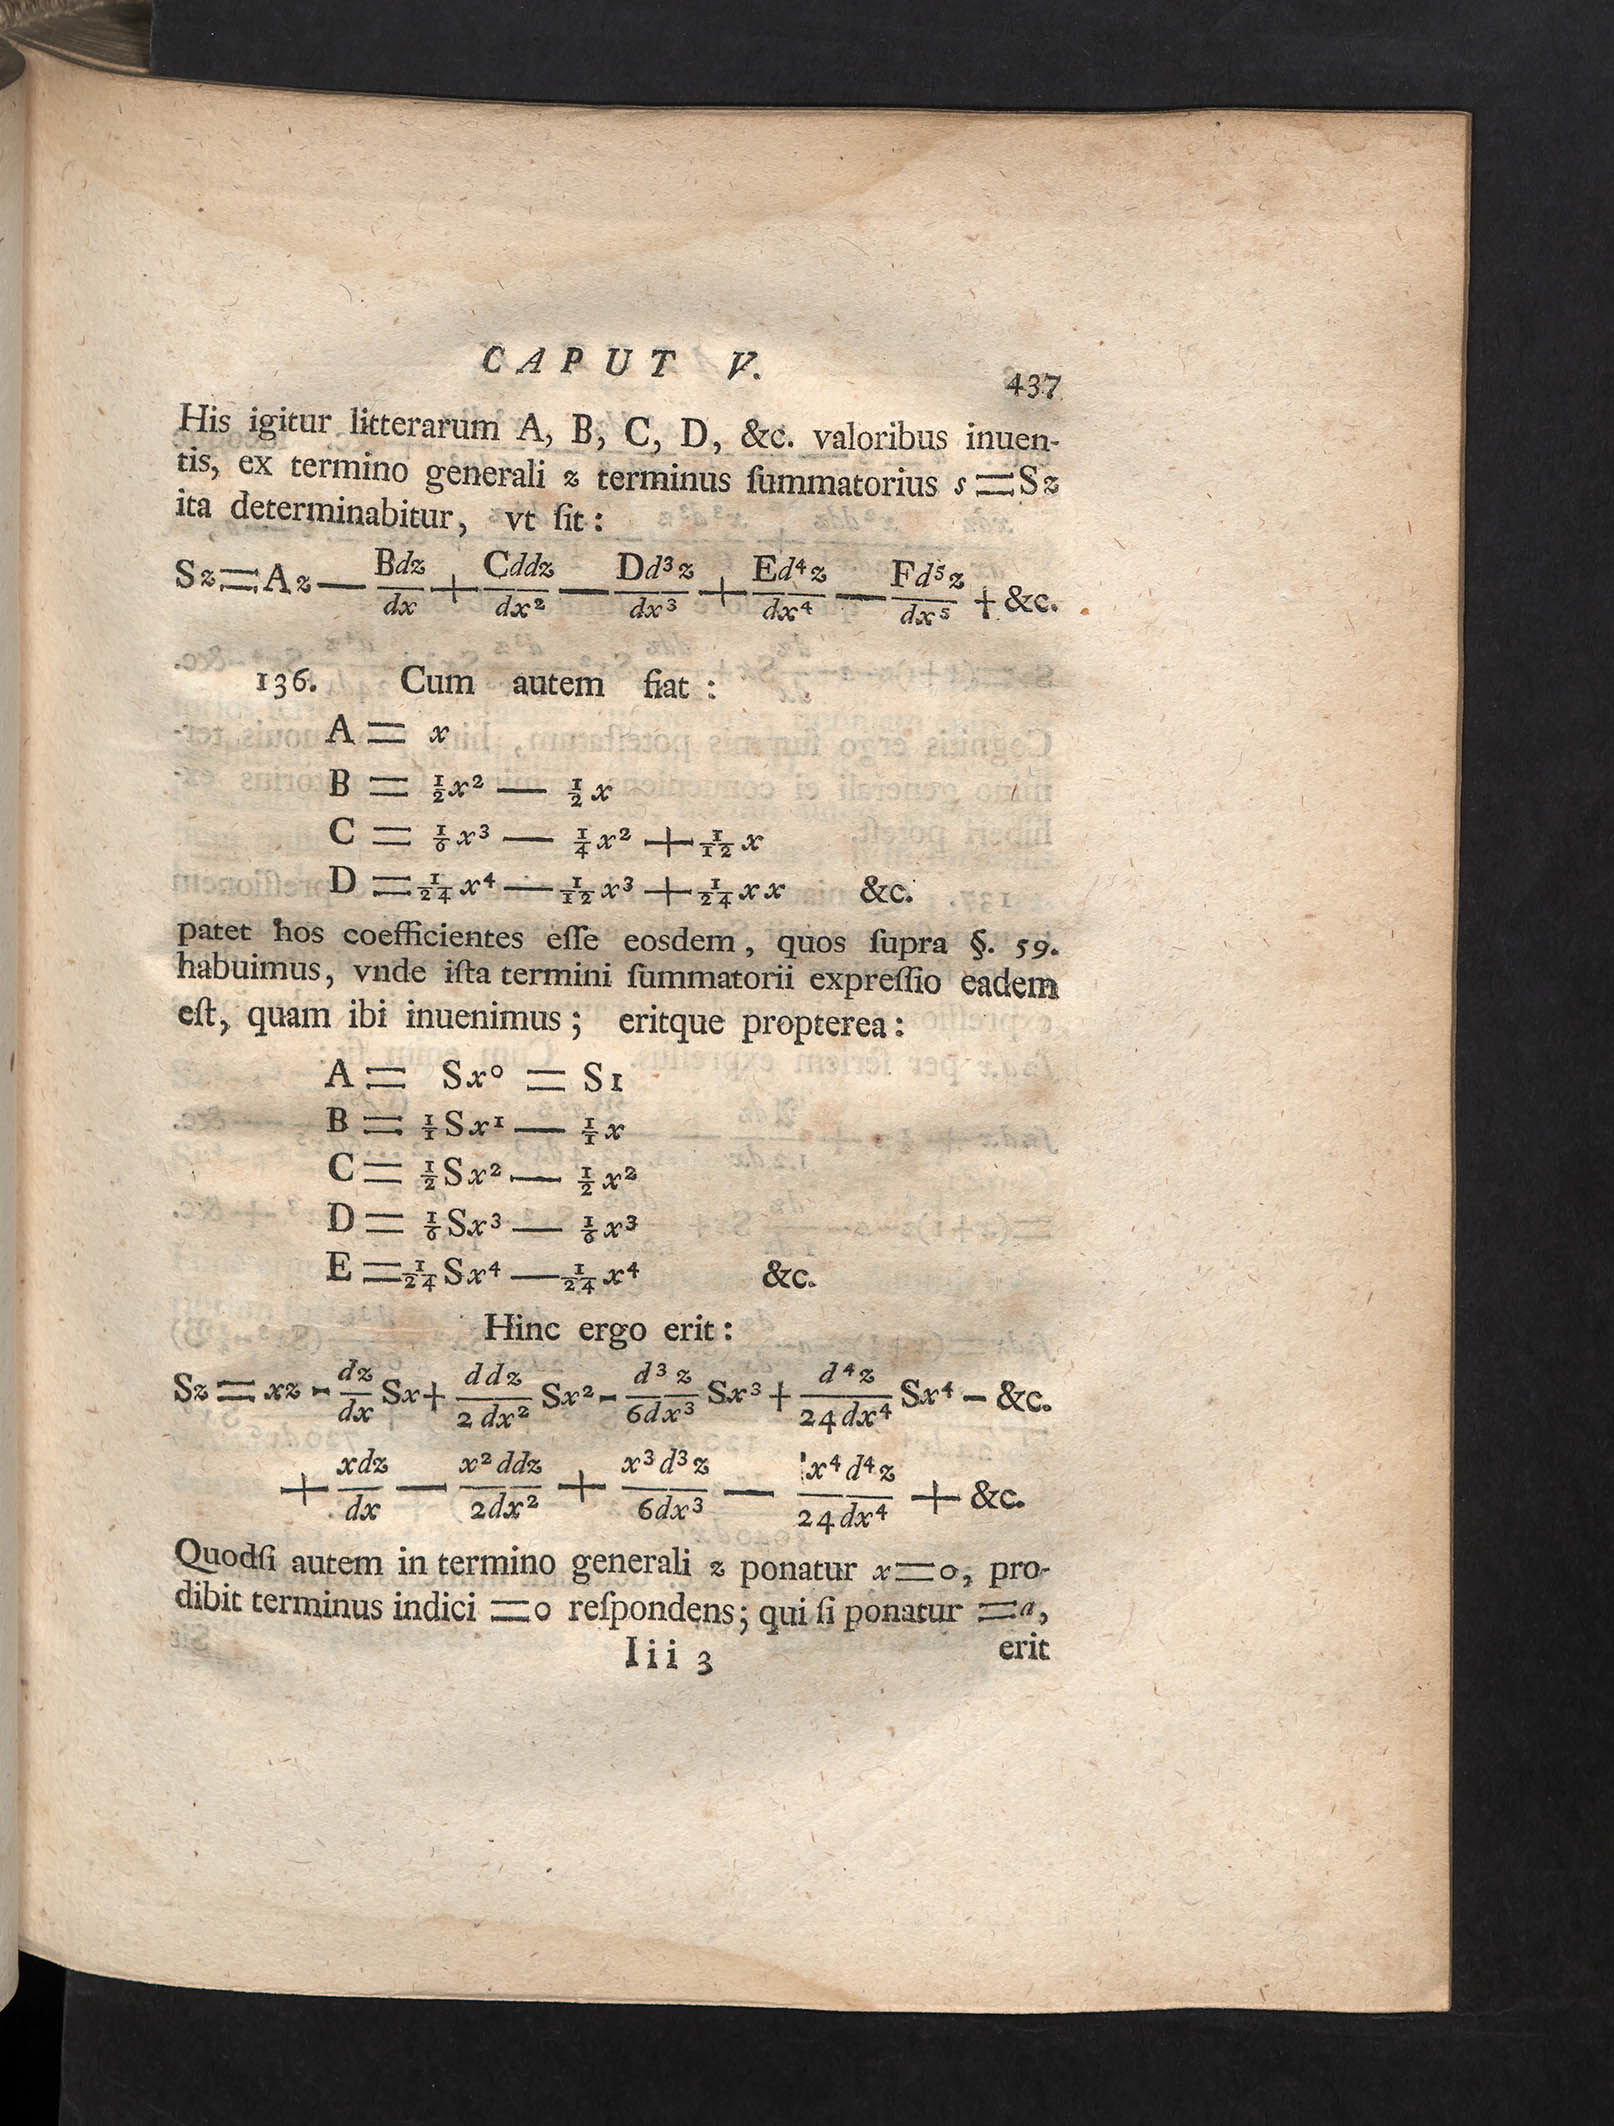 CAPUT V.
437
His igitur litterarum A, B, C, D, &c. valoribus inuen-
tis, ex termino generali z terminus ſummatorius s = Sz
ita determinabitur, vt ſit:
Sz = Az − Bdz/dx + Cddz/dx² − Dd³z/dx³ + Ed⁴z/dx⁴ − Fd⁵z/dx⁵ + &c.
136. Cum autem fiat:
A = x
B = ½x² — ½x
C = ⅙x³ — ¼x² + 1/12 x
D = 1/24 x⁴ — 1/12 x³ + 1/24 xx &c.
patet hos coefficientes eſſe eosdem, quos ſupra §. 59.
habuimus, vnde iſta termini ſummatorii expreſſio eadem
eſt, quam ibi inuenimus; eritque propterea:
A = Sx⁰ = S1
B = 1/1 Sx¹ — 1/1 x
C = ½Sx² — ½x²
D = ⅙Sx³ — ⅙x³
E = 1/24 Sx⁴ — 1/24 x⁴ &c.
Hinc ergo erit:
Sz = xz - dz/dx Sx + ddz/2dx² Sx² - d³z/6dx³ Sx³ + d⁴z/24dx⁴ Sx⁴ − &c.
+ xdz/dx — x²ddz/2dx² + x³d³z/6dx³ — x⁴d⁴z/24dx⁴ + &c.
Quodſi autem in termino generali z ponatur x=0, pro-
dibit terminus indici =0 reſpondens; qui ſi ponatur =a,
Iii 3
erit